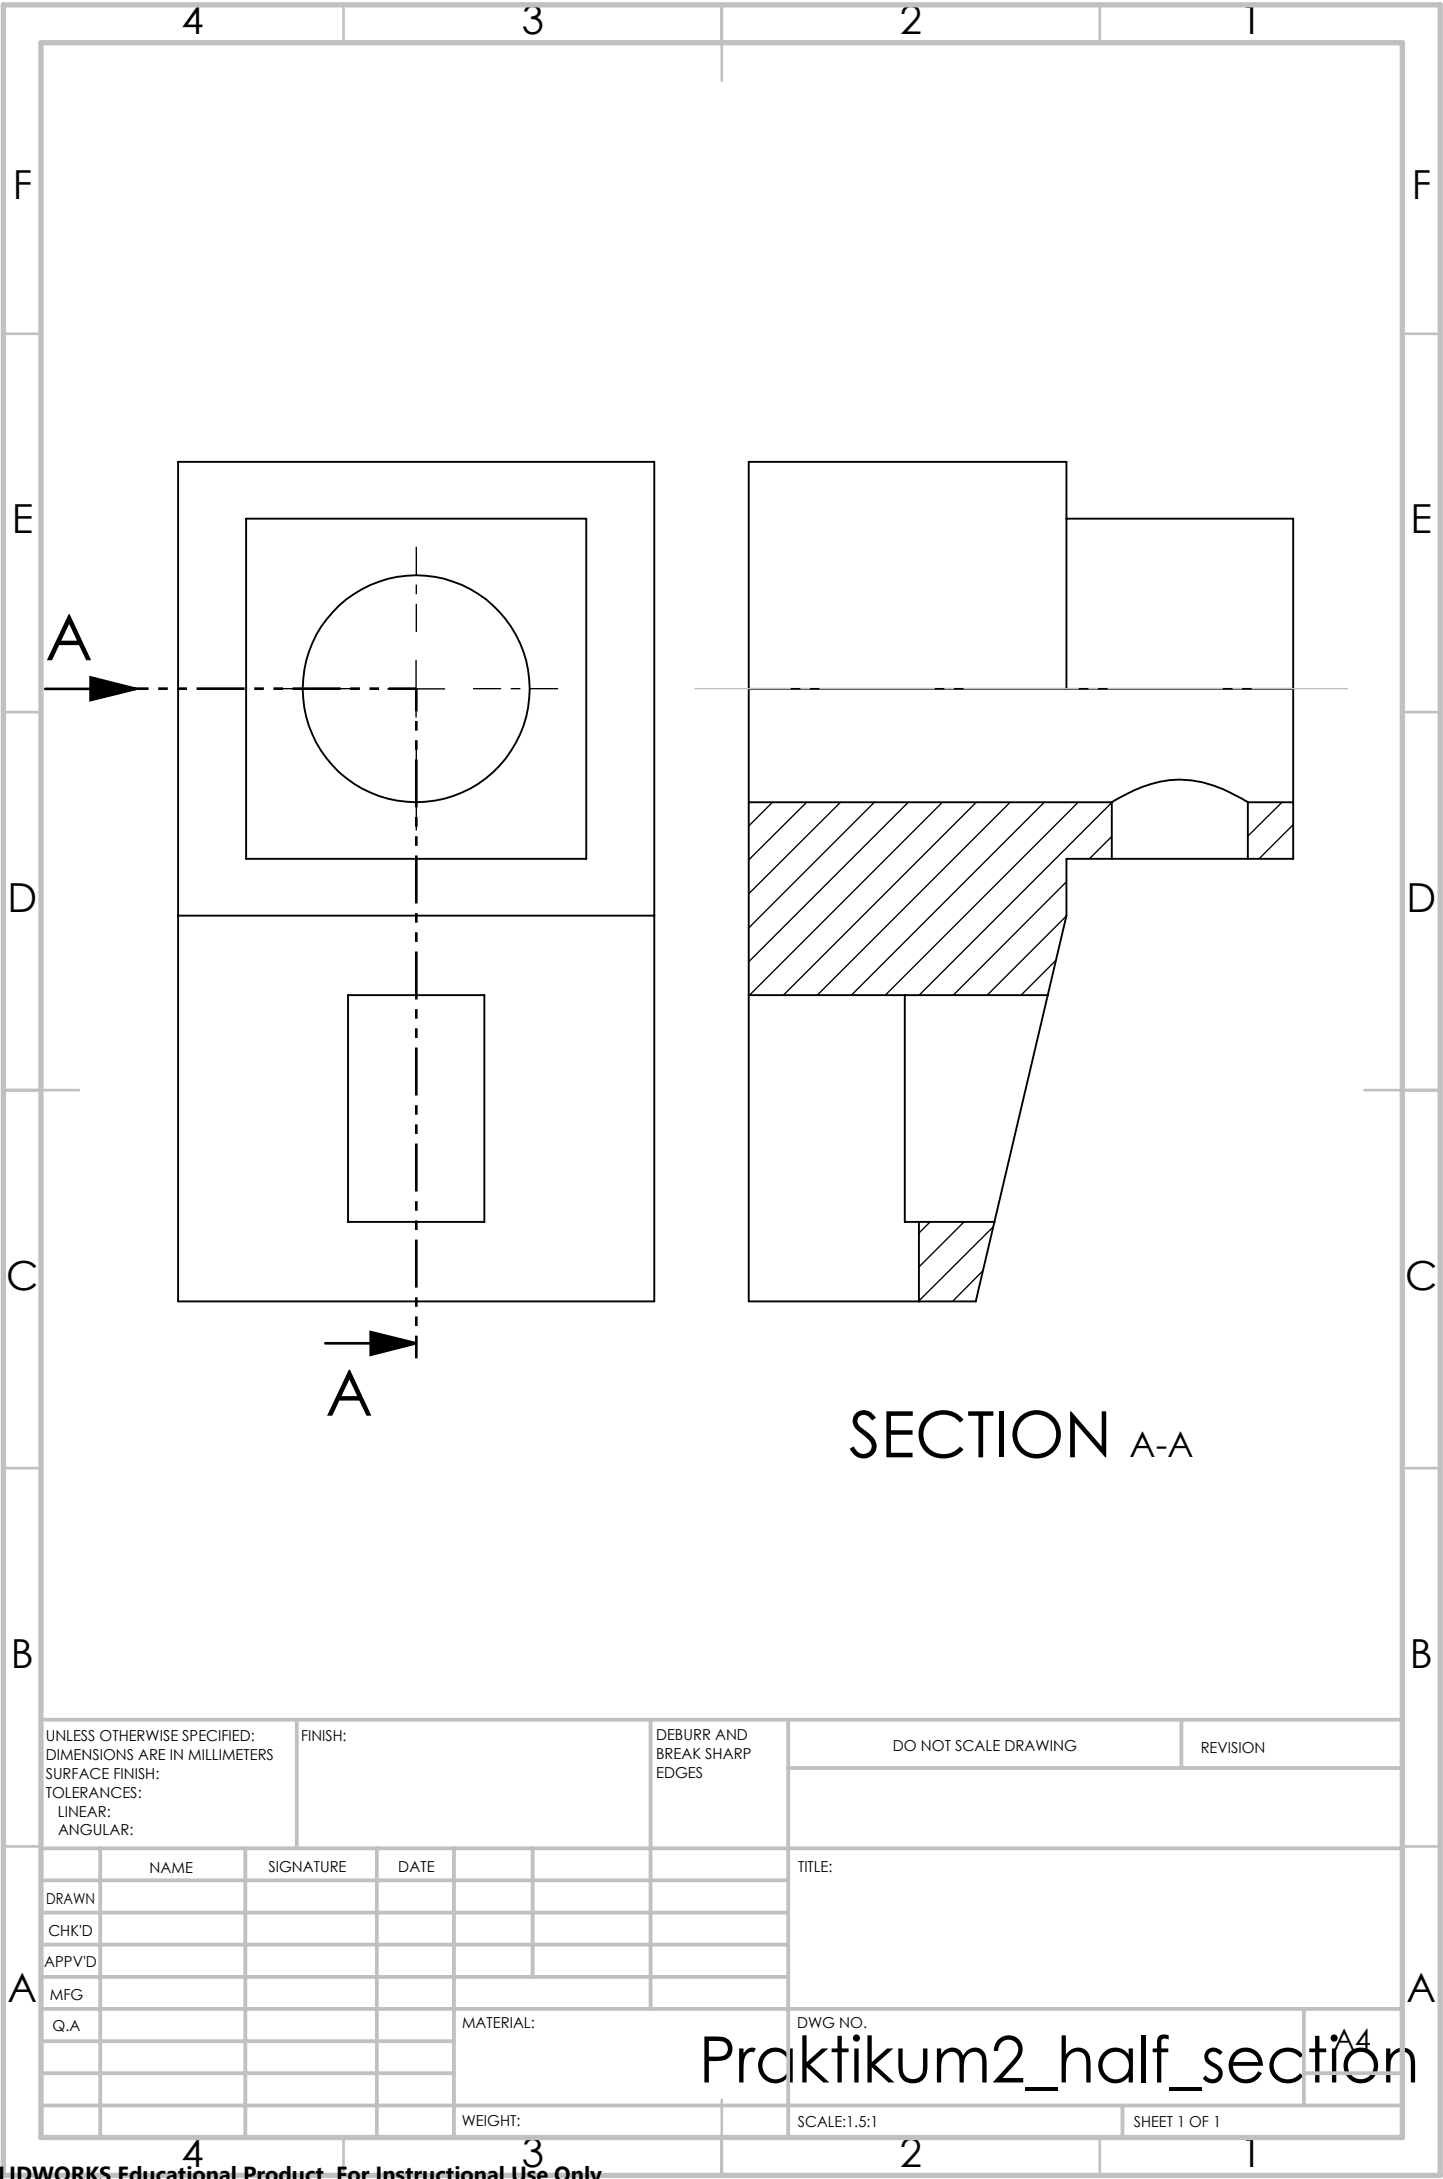 4 3 2 1
F F
A
E E
D D
A
SECTION A-A
C C
B B
UNLESS OTHERWISE SPECIFIED:
DIMENSIONS ARE IN MILLIMETERS
SURFACE FINISH:
TOLERANCES:
LINEAR:
ANGULAR:
FINISH:
DEBURR AND
BREAK SHARP
EDGES
DO NOT SCALE DRAWING
REVISION
NAME SIGNATURE DATE
TITLE:
DRAWN
CHK'D
APPV'D
MFG
Q.A
A A
MATERIAL:
DWG NO.
Praktikum2_half_section
A4
WEIGHT:
SCALE:1.5:1
SHEET 1 OF 1
4 3 2 1
Educational Product. For Instructional Use Only.